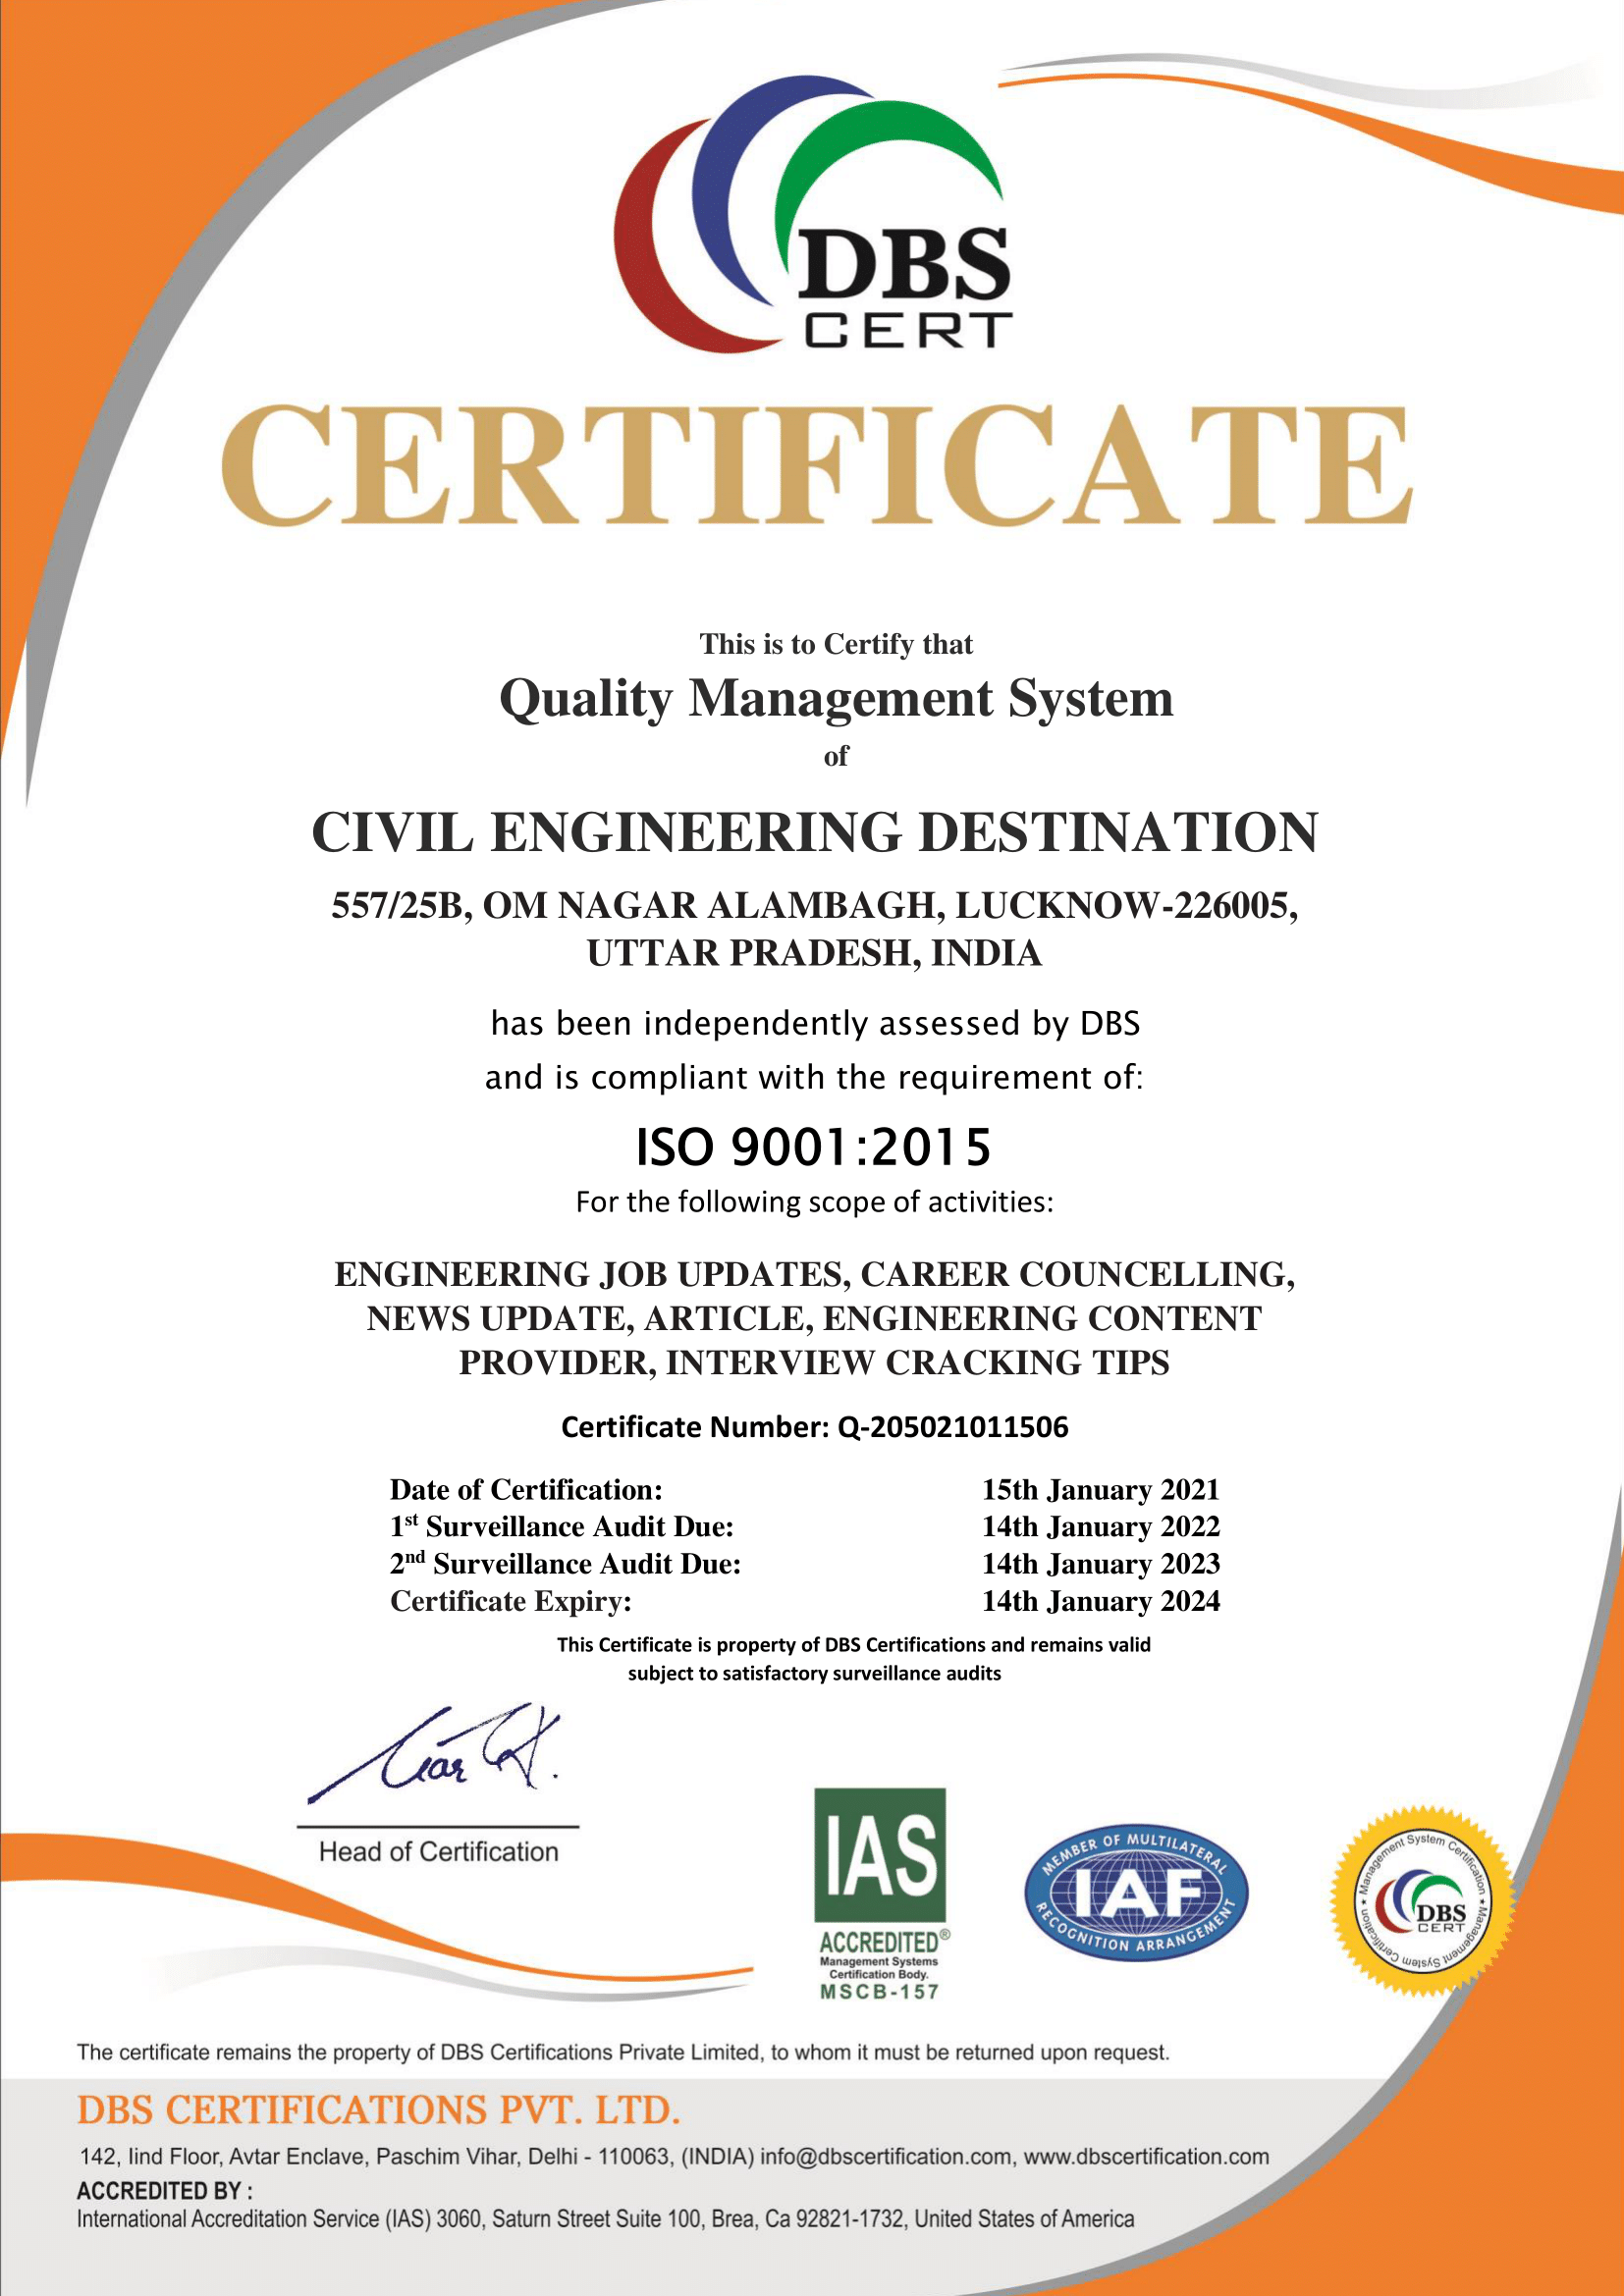 DBS
CERT
CERTIFICATE
This is to Certify that
Quality Management System
of
CIVIL ENGINEERING DESTINATION
557/25B, OM NAGAR ALAMBAGH, LUCKNOW-226005,
UTTAR PRADESH, INDIA
has been independently assessed by DBS
and is compliant with the requirement of:
ISO 9001:2015
For the following scope of activities:
ENGINEERING JOB UPDATES, CAREER COUNCELLING,
NEWS UPDATE, ARTICLE, ENGINEERING CONTENT
PROVIDER, INTERVIEW CRACKING TIPS
Certificate Number: Q-205021011506
Date of Certification: 15th January 2021
1st Surveillance Audit Due: 14th January 2022
2nd Surveillance Audit Due: 14th January 2023
Certificate Expiry: 14th January 2024
This Certificate is property of DBS Certifications and remains valid
subject to satisfactory surveillance audits
Head of Certification
IAS
ACCREDITED®
Management Systems
Certification Body.
MSCB-157
MEMBER OF MULTILATERAL
IAF
RECOGNITION ARRANGEMENT
Management System Certification • Management System Certification •
DBS
CERT
The certificate remains the property of DBS Certifications Private Limited, to whom it must be returned upon request.
DBS CERTIFICATIONS PVT. LTD.
142, Iind Floor, Avtar Enclave, Paschim Vihar, Delhi - 110063, (INDIA) info@dbscertification.com, www.dbscertification.com
ACCREDITED BY :
International Accreditation Service (IAS) 3060, Saturn Street Suite 100, Brea, Ca 92821-1732, United States of America